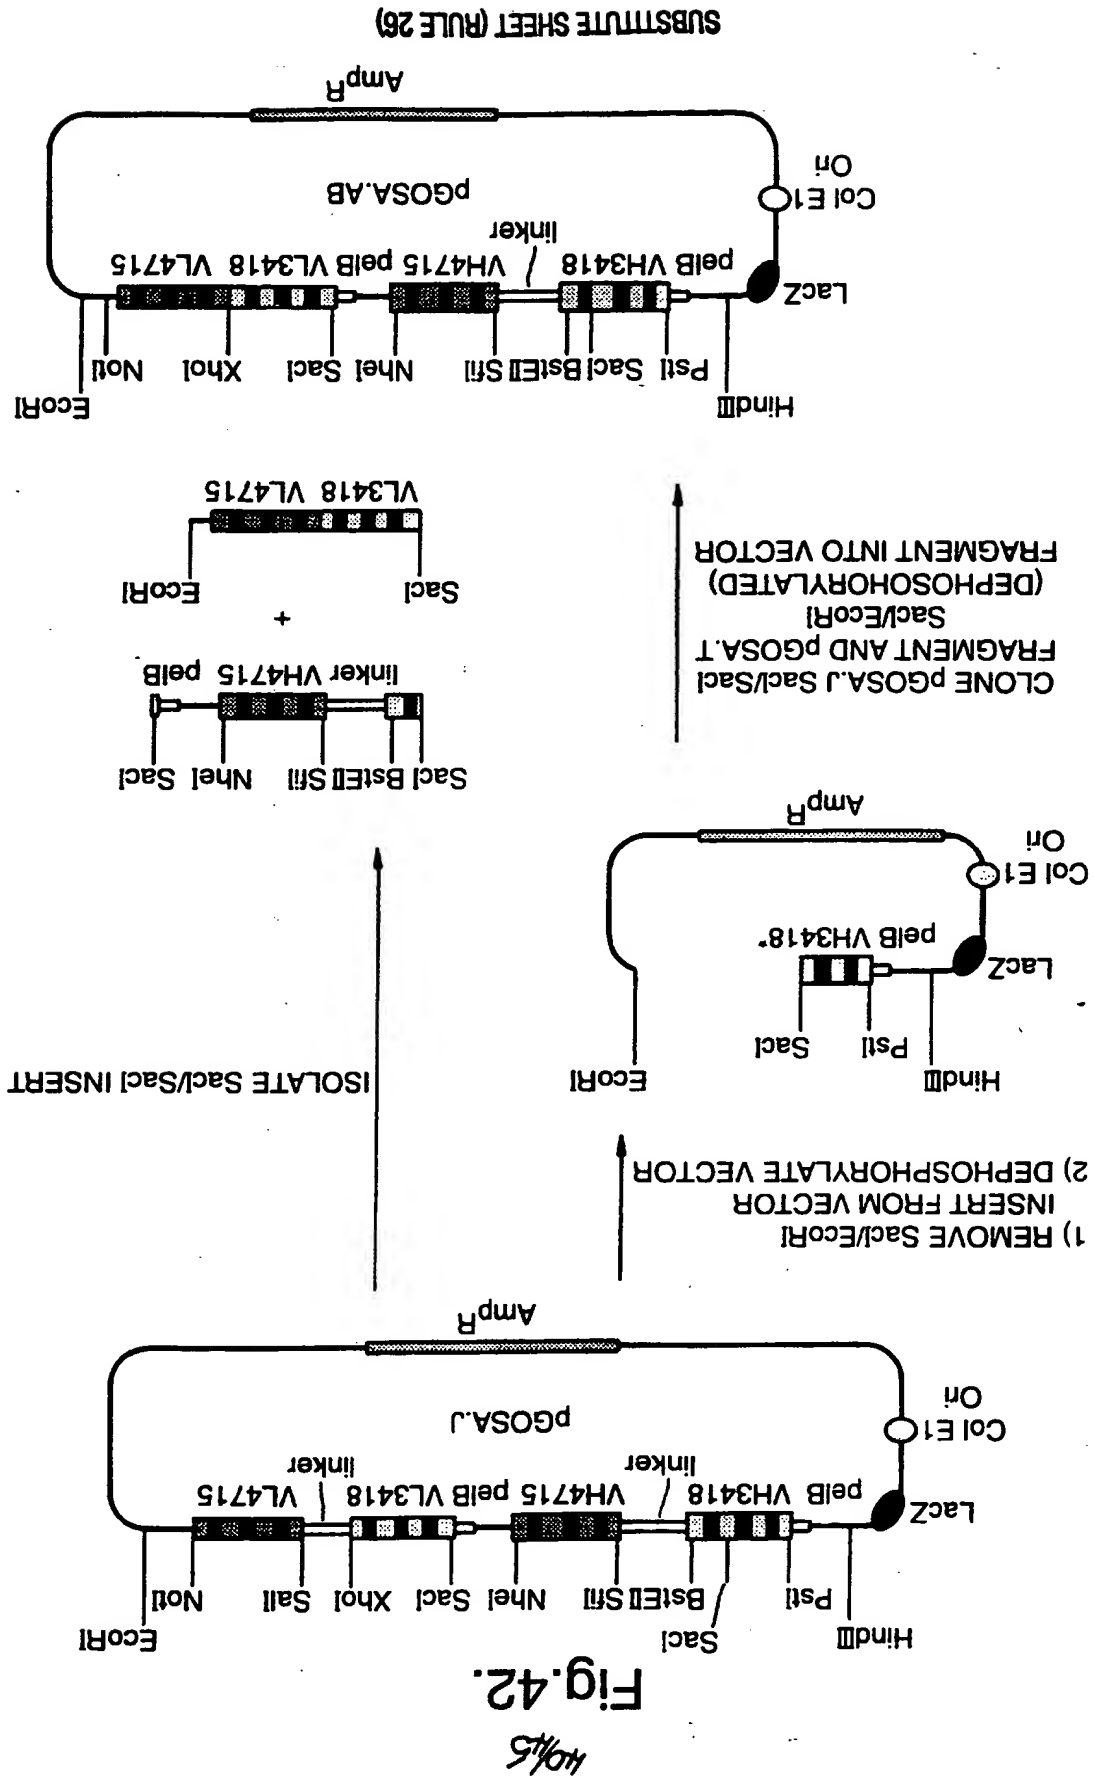 40/45
Fig.42.
HindIII SacI EcoRI
PstI BstEII SfiI NheI SacI XhoI SalI NotI
LacZ pelB VH3418 VH4715 pelB VL3418 VL4715
linker linker
Col E1
Ori
pGOSA.J
AmpR
1) REMOVE SacI/EcoRI
INSERT FROM VECTOR
2) DEPHOSPHORYLATE VECTOR
ISOLATE SacI/SacI INSERT
HindIII EcoRI
PstI SacI
LacZ pelB VH3418*
Col E1
Ori
AmpR
SacI BstEII SfiI NheI SacI
linker VH4715 pelB
+
SacI EcoRI
VL3418 VL4715
CLONE pGOSA.J SacI/SacI
FRAGMENT AND pGOSA.T
SacI/EcoRI
(DEPHOSOHORYLATED)
FRAGMENT INTO VECTOR
HindIII EcoRI
PstI SacI BstEII SfiI NheI SacI XhoI NotI
LacZ pelB VH3418 VH4715 pelB VL3418 VL4715
linker
Col E1
Ori
pGOSA.AB
AmpR
SUBSTITUTE SHEET (RULE 26)